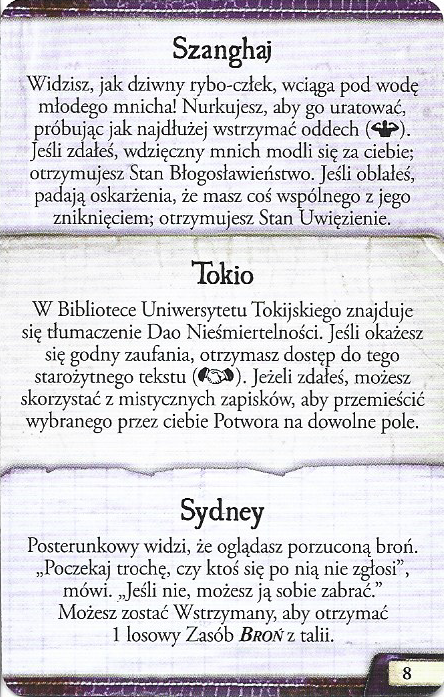 Szanghaj
Widzisz, jak dziwny rybo-człek, wciąga pod wodę
młodego mnicha! Nurkujesz, aby go uratować,
próbując jak najdłużej wstrzymać oddech ( ).
Jeśli zdałeś, wdzięczny mnich modli się za ciebie;
otrzymujesz Stan Błogosławieństwo. Jeśli oblałeś,
padają oskarżenia, że masz coś wspólnego z jego
zniknięciem; otrzymujesz Stan Uwięzienie.
Tokio
W Bibliotece Uniwersytetu Tokijskiego znajduje
się tłumaczenie Dao Nieśmiertelności. Jeśli okażesz
się godny zaufania, otrzymasz dostęp do tego
starożytnego tekstu ( ). Jeżeli zdałeś, możesz
skorzystać z mistycznych zapisków, aby przemieścić
wybranego przez ciebie Potwora na dowolne pole.
Sydney
Posterunkowy widzi, że oglądasz porzuconą broń.
„Poczekaj trochę, czy ktoś się po nią nie zgłosi”,
mówi. „Jeśli nie, możesz ją sobie zabrać.”
Możesz zostać Wstrzymany, aby otrzymać
1 losowy Zasób BROŃ z talii.
8